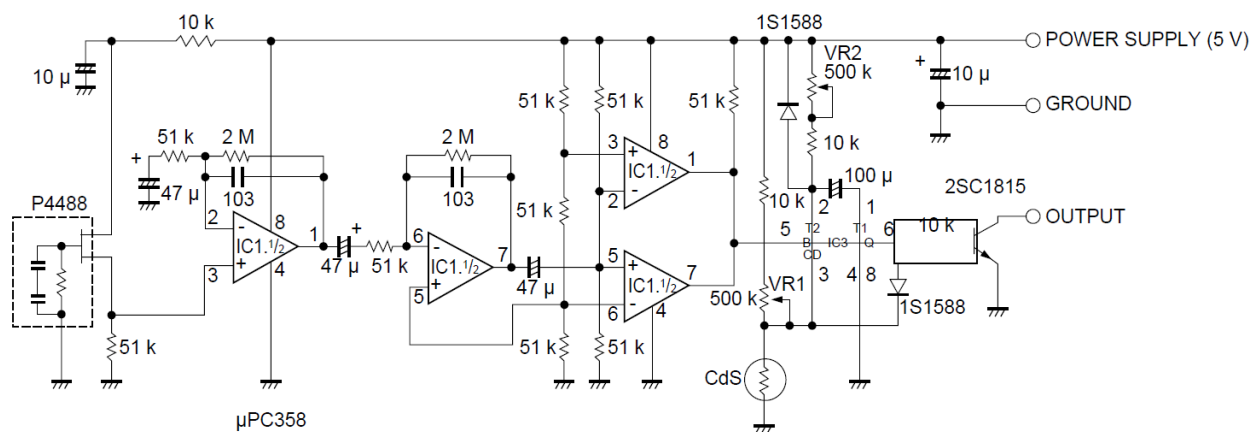 10 k
1S1588
POWER SUPPLY (5 V)
10 µ
VR2
500 k
+
10 µ
GROUND
51 k
51 k
51 k
10 k
51 k
2 M
2 M
+
47 µ
103
103
3
+
8
IC1.1/2
1
2
-
100 µ
P4488
2
-
8
IC1.1/2
1
+
3
4
+
47 µ
51 k
6
-
IC1.1/2
7
5
+
47 µ
51 k
10 k
2
1
2SC1815
5
T2
T1
6
10 k
OUTPUT
B
IC3
Q
CD
3
4
8
5
+
7
IC1.1/2
-
6
4
500 k
VR1
1S1588
51 k
51 k
51 k
CdS
µPC358